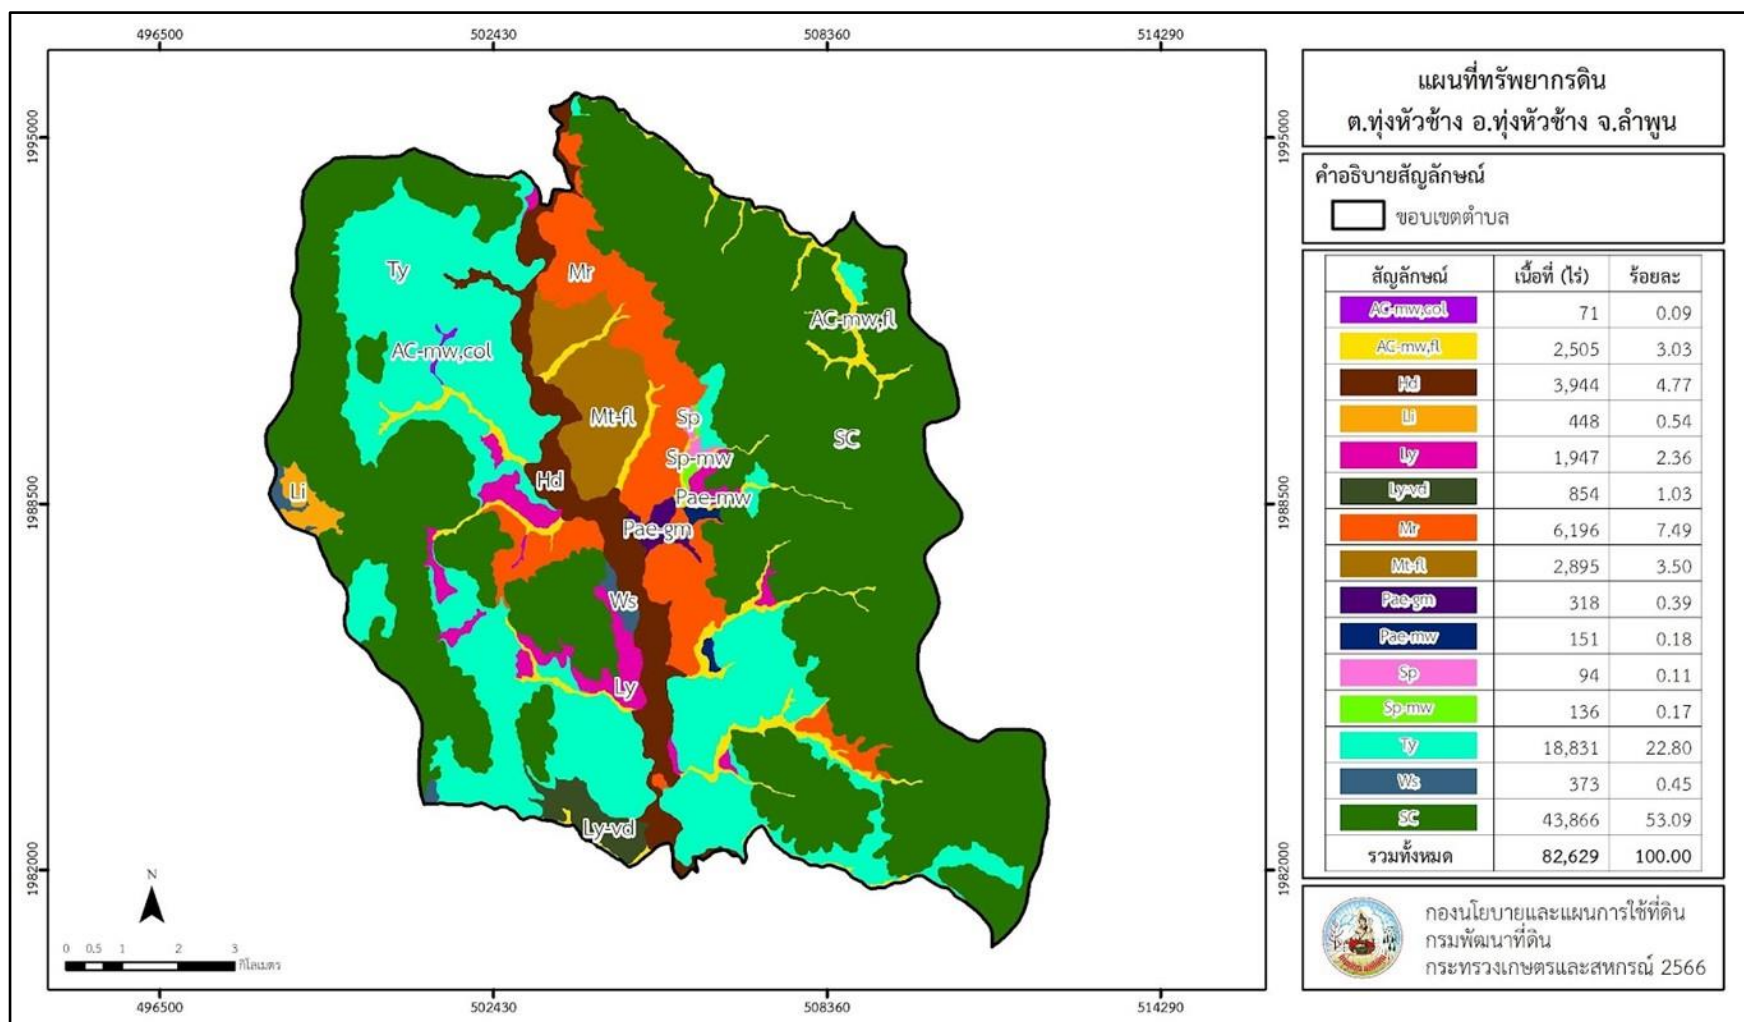 496500 502430 508360 514290
1995000 1995000
1988500 1988500
1982000 1982000
Ty
Mr
AC-mw,fl
AC-mw,col
Mt-fl
Sp
SC
Sp-mw
Hd
Li
Pae-mw
Pae-gm
Ws
Ly
Ly-vd
N
0 0.5 1 2 3
กิโลเมตร
496500 502430 508360 514290
แผนที่ทรัพยากรดิน
ต.ทุ่งหัวช้าง อ.ทุ่งหัวช้าง จ.ลำพูน
คำอธิบายสัญลักษณ์
ขอบเขตตำบล
สัญลักษณ์ เนื้อที่ (ไร่) ร้อยละ
AC-mw,col 71 0.09
AC-mw,fl 2,505 3.03
Hd 3,944 4.77
Li 448 0.54
Ly 1,947 2.36
Ly-vd 854 1.03
Mr 6,196 7.49
Mt-fl 2,895 3.50
Pae-gm 318 0.39
Pae-mw 151 0.18
Sp 94 0.11
Sp-mw 136 0.17
Ty 18,831 22.80
Ws 373 0.45
SC 43,866 53.09
รวมทั้งหมด 82,629 100.00
กองนโยบายและแผนการใช้ที่ดิน
กรมพัฒนาที่ดิน
กระทรวงเกษตรและสหกรณ์ 2566